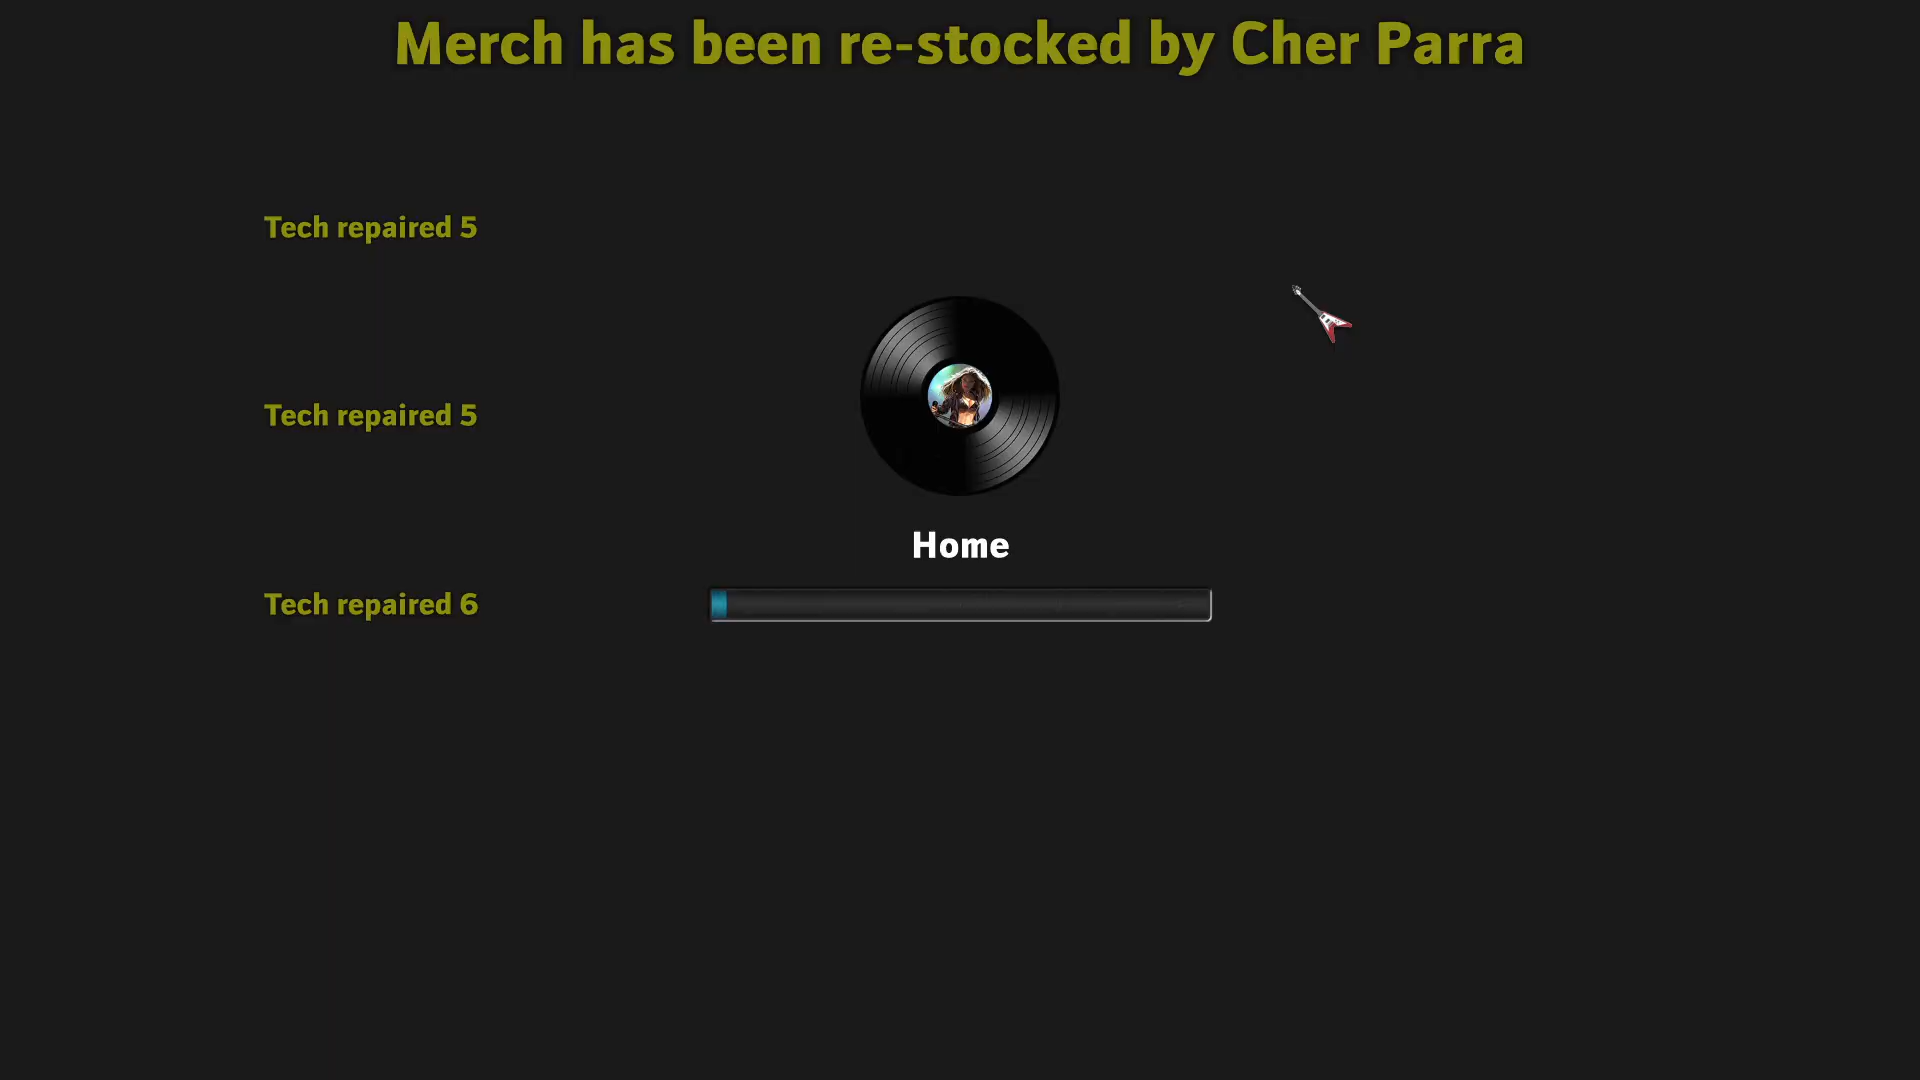 Merch has been re-stocked by Cher Parra
Tech repaired 5
Tech repaired 5
Home
Tech repaired 6